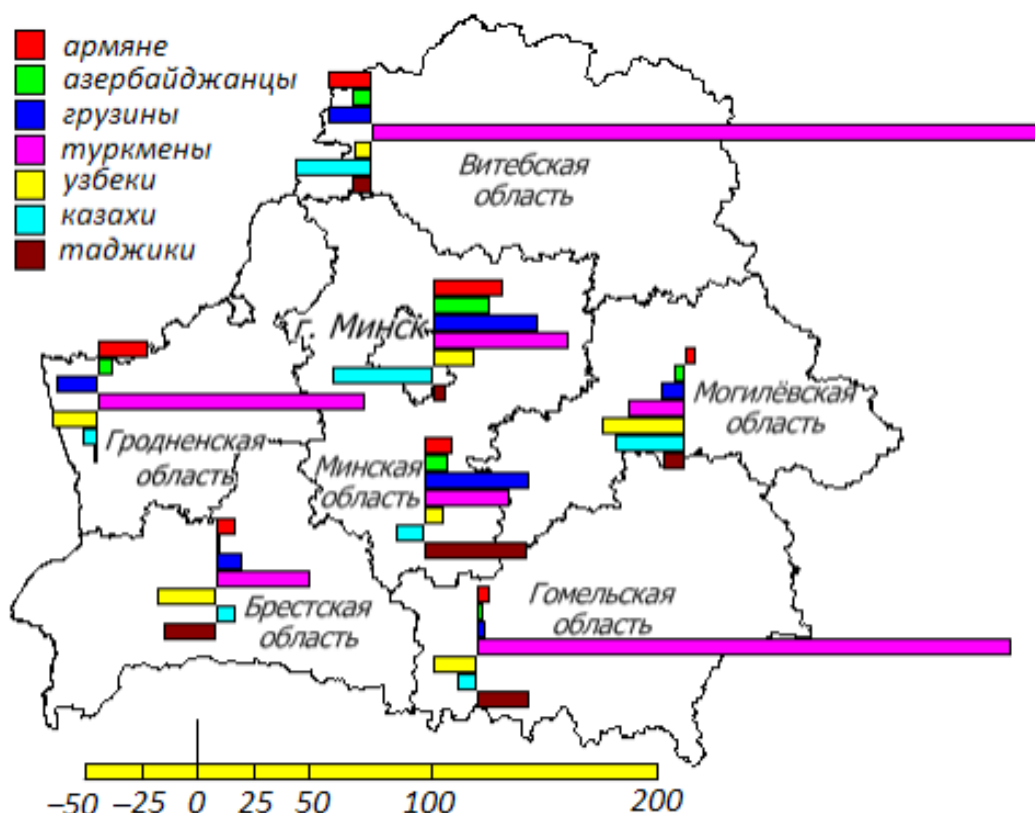 армяне
азербайджанцы
грузины
туркмены
узбеки
казахи
таджики
Витебская
область
г. Минск
Могилёвская
область
Гродненская
область
Минская
область
Брестская
область
Гомельская
область
–50 –25 0 25 50 100 200